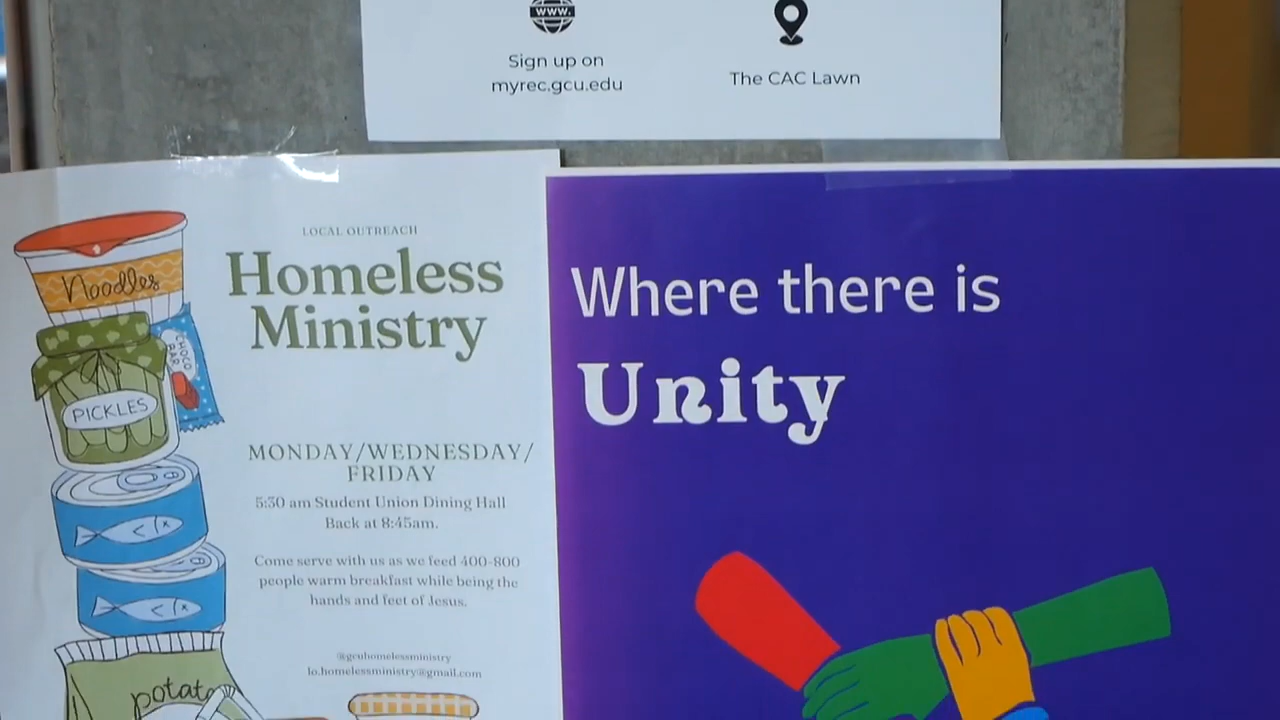 www.
Sign up on
myrec.gcu.edu
The CAC Lawn
LOCAL OUTREACH
Homeless
Ministry
MONDAY/WEDNESDAY/
FRIDAY
5:30 am Student Union Dining Hall
Back at 8:45am.
Come serve with us as we feed 400-800
people warm breakfast while being the
hands and feet of Jesus.
@gcuhomelessministry
lo.homelessministry@gmail.com
Noodles
CHOCO
BAR
PICKLES
potato
Where there is
Unity